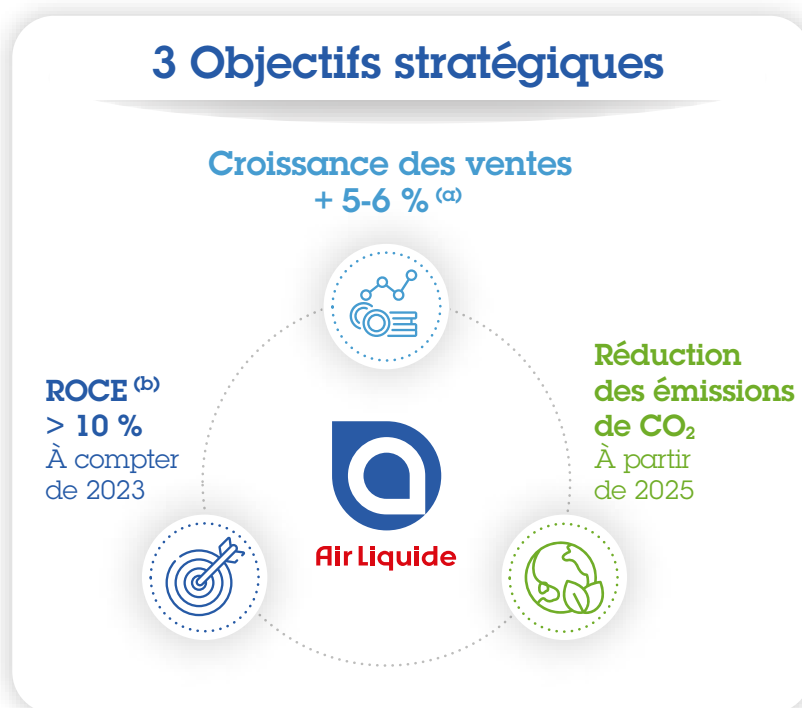 3 Objectifs stratégiques
Croissance des ventes
+ 5-6 % (a)
ROCE (b)
> 10 %
À compter
de 2023
Réduction
des émissions
de CO₂
À partir
de 2025
Air Liquide